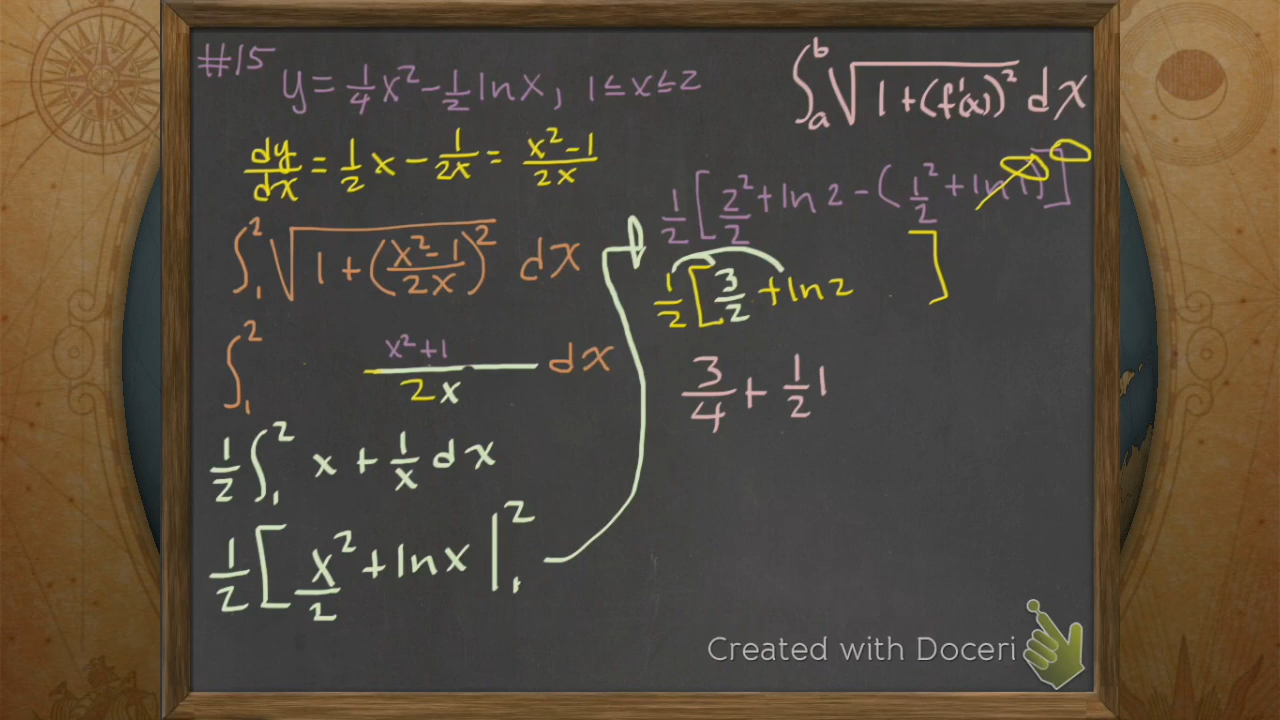 #15
y = 1/4 x² - 1/2 ln x, 1 ≤ x ≤ 2
dy/dx = 1/2 x - 1/2x = x² - 1/2x
∫₁² √1 + (x² - 1/2x)² dx
∫₁² x² + 1/2x dx
1/2 ∫₁² x + 1/x dx
1/2 [ x²/2 + ln x |₁²
∫ₐᵇ √1 + (f'(x))² dx
1/2 [ 2²/2 + ln 2 - ( 1²/2 + ln 1 ) ]
1/2 [ 3/2 + ln 2 ]
3/4 + 1/2 l
Created with Doceri